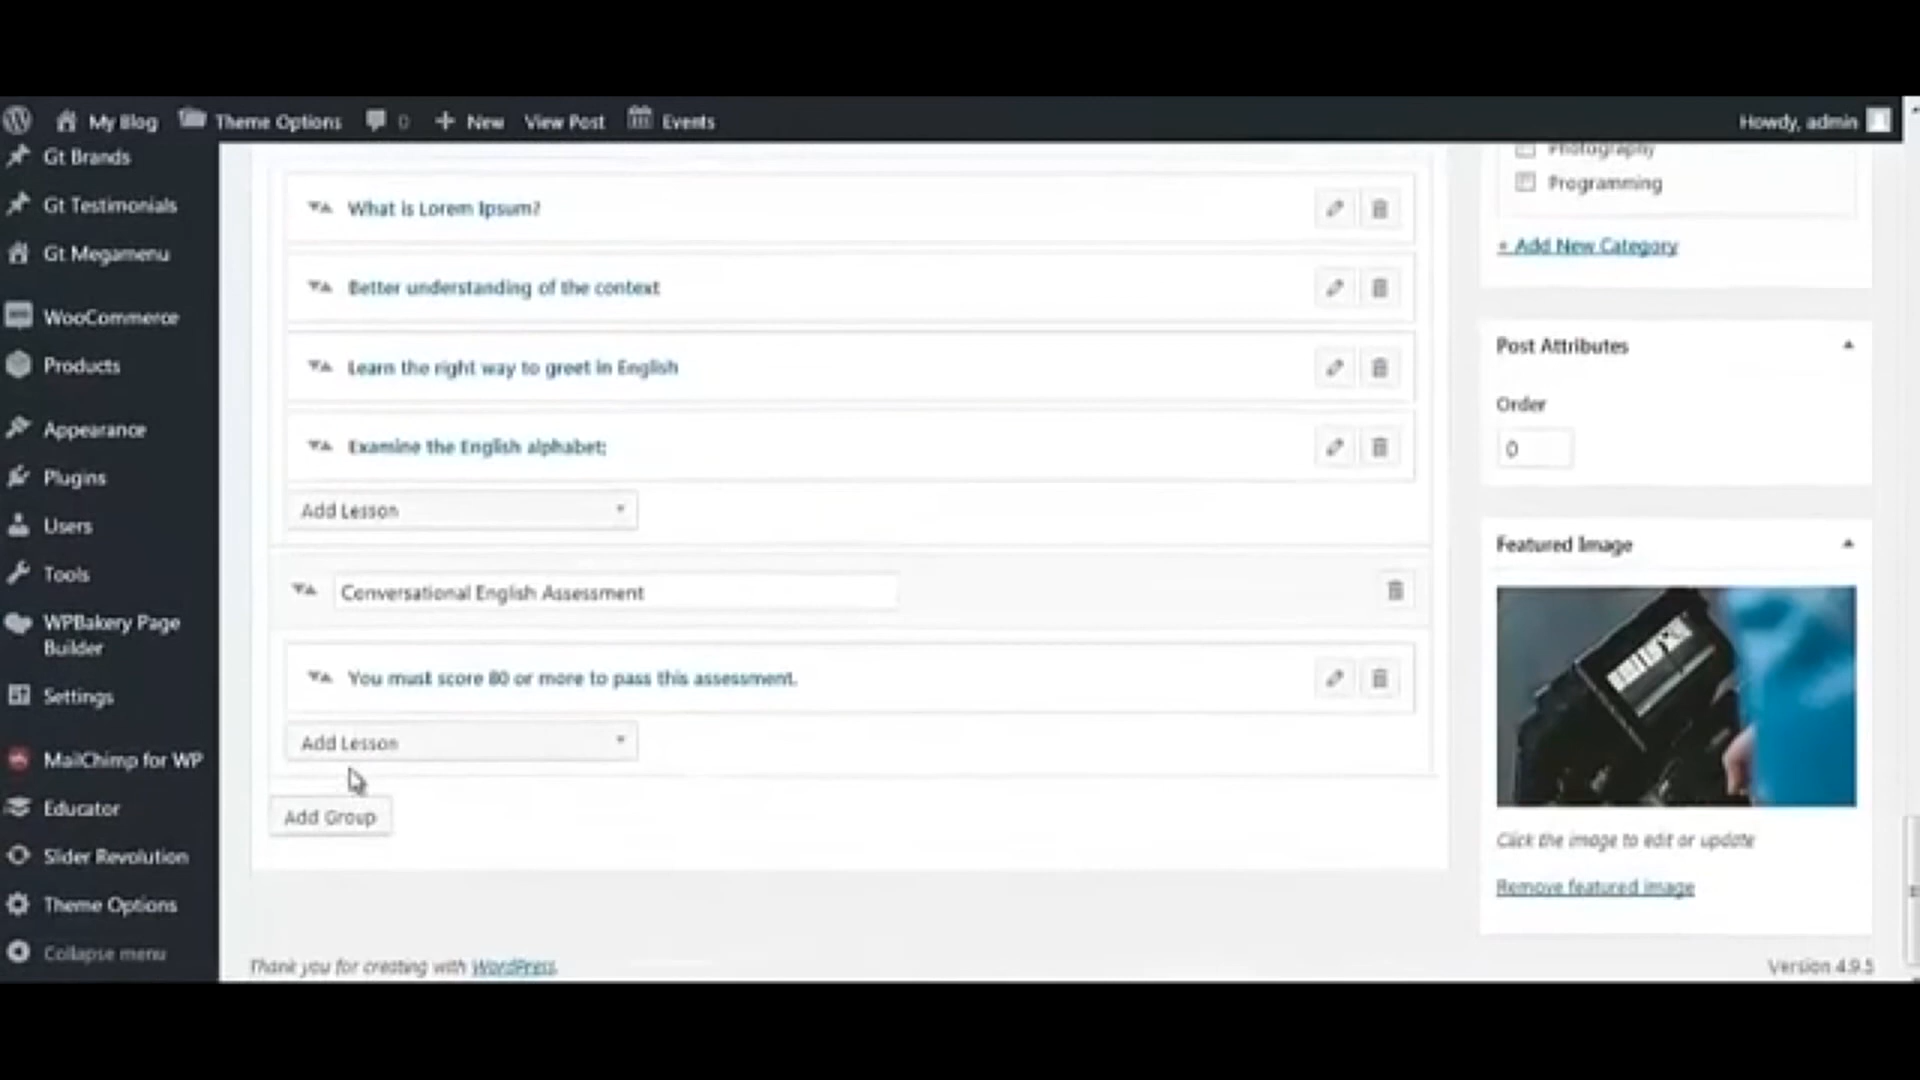 My Blog Theme Options 0 New View Post Events Howdy, admin
Gt Brands
Gt Testimonials
Gt Megamenu
WooCommerce
Products
Appearance
Plugins
Users
Tools
WPBakery Page
Builder
Settings
MailChimp for WP
Educator
Slider Revolution
Theme Options
Collapse menu
What is Lorem Ipsum?
Better understanding of the context
Learn the right way to greet in English
Examine the English alphabet;
Add Lesson
Conversational English Assessment
You must score 80 or more to pass this assessment.
Add Lesson
Add Group
Thank you for creating with WordPress.
Photography
Programming
+ Add New Category
Post Attributes
Order
0
Featured Image
Click the image to edit or update
Remove featured image
Version 4.9.5